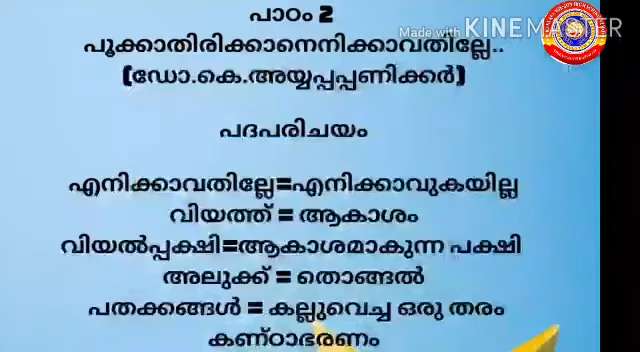 പാഠം 2
Made with KINEMASTER
പൂക്കാതിരിക്കാനെനിക്കാവതില്ലേ..
(ഡോ.കെ.അയ്യപ്പപ്പണിക്കർ)
പദപരിചയം
എനിക്കാവതില്ലേ=എനിക്കാവുകയില്ല
വിയത്ത് = ആകാശം
വിയൽപ്പക്ഷി=ആകാശമാകുന്ന പക്ഷി
അലുക്ക് = തൊങ്ങൽ
പതക്കങ്ങൾ = കല്ലുവെച്ച ഒരു തരം
കണ്ഠാഭരണം